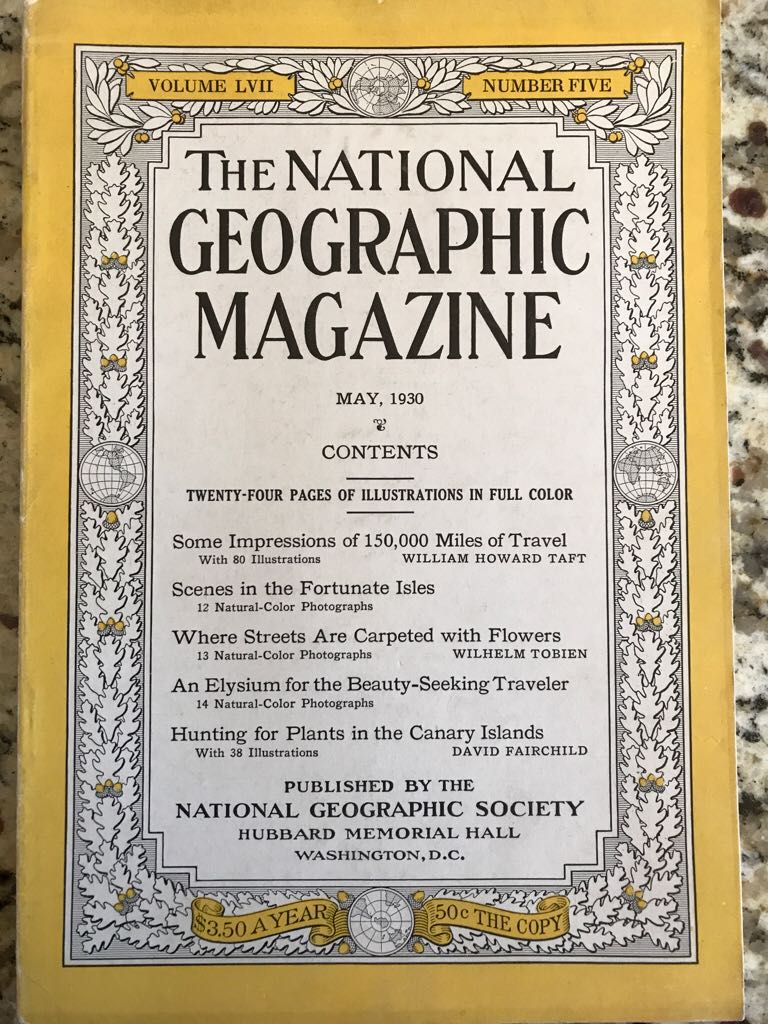 VOLUME LVII
NUMBER FIVE
THE NATIONAL
GEOGRAPHIC
MAGAZINE
MAY, 1930
CONTENTS
TWENTY-FOUR PAGES OF ILLUSTRATIONS IN FULL COLOR
Some Impressions of 150,000 Miles of Travel
With 80 Illustrations WILLIAM HOWARD TAFT
Scenes in the Fortunate Isles
12 Natural-Color Photographs
Where Streets Are Carpeted with Flowers
13 Natural-Color Photographs WILHELM TOBIEN
An Elysium for the Beauty-Seeking Traveler
14 Natural-Color Photographs
Hunting for Plants in the Canary Islands
With 38 Illustrations DAVID FAIRCHILD
PUBLISHED BY THE
NATIONAL GEOGRAPHIC SOCIETY
HUBBARD MEMORIAL HALL
WASHINGTON, D.C.
$3.50 A YEAR
50c THE COPY